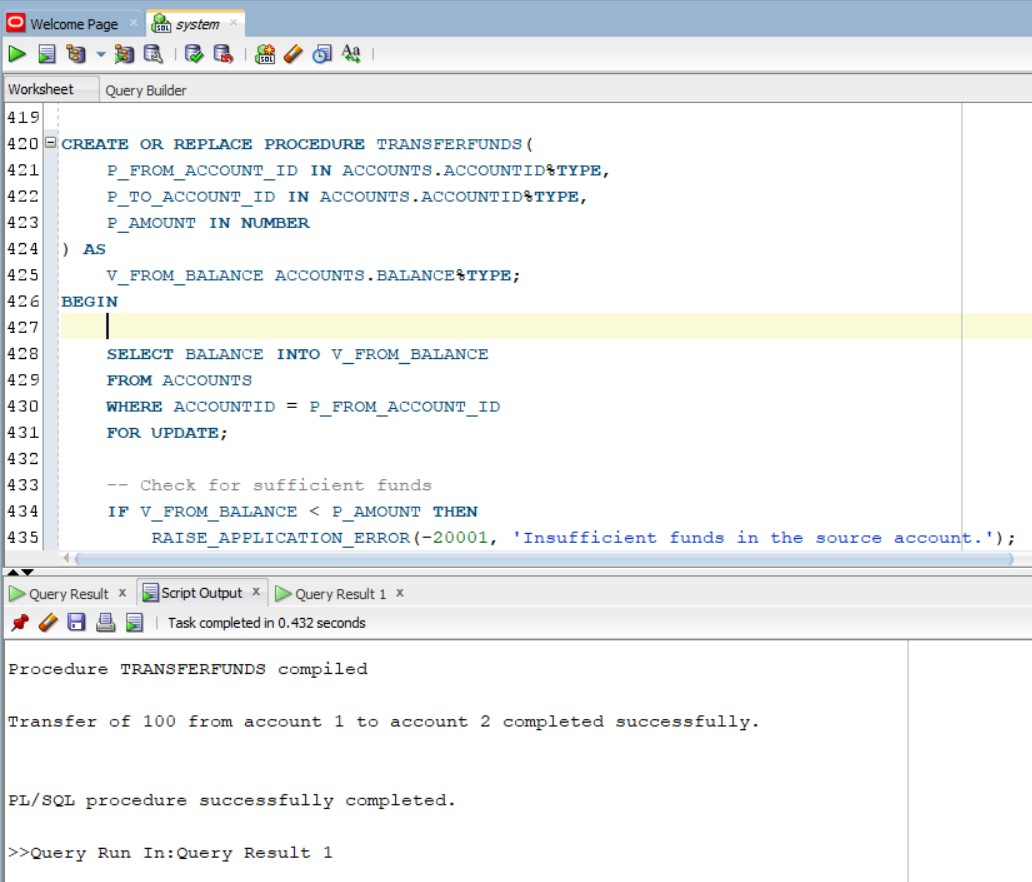 Welcome Page
system
Worksheet
Query Builder
419
420 CREATE OR REPLACE PROCEDURE TRANSFERFUNDS(
421 P_FROM_ACCOUNT_ID IN ACCOUNTS.ACCOUNTID%TYPE,
422 P_TO_ACCOUNT_ID IN ACCOUNTS.ACCOUNTID%TYPE,
423 P_AMOUNT IN NUMBER
424 ) AS
425 V_FROM_BALANCE ACCOUNTS.BALANCE%TYPE;
426 BEGIN
427
428 SELECT BALANCE INTO V_FROM_BALANCE
429 FROM ACCOUNTS
430 WHERE ACCOUNTID = P_FROM_ACCOUNT_ID
431 FOR UPDATE;
432
433 -- Check for sufficient funds
434 IF V_FROM_BALANCE < P_AMOUNT THEN
435 RAISE_APPLICATION_ERROR(-20001, 'Insufficient funds in the source account.');
Query Result x Script Output x Query Result 1 x
Task completed in 0.432 seconds
Procedure TRANSFERFUNDS compiled
Transfer of 100 from account 1 to account 2 completed successfully.
PL/SQL procedure successfully completed.
>>Query Run In:Query Result 1